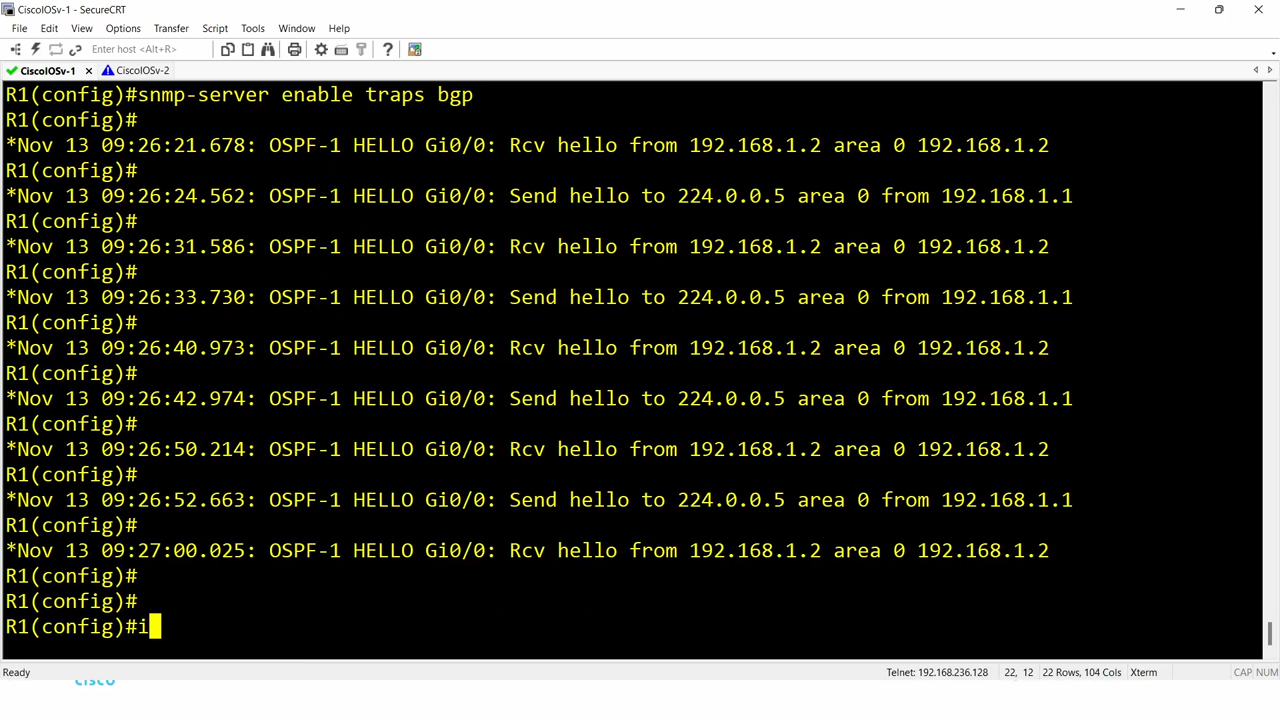 CiscoIOSv-1 - SecureCRT
File Edit View Options Transfer Script Tools Window Help
Enter host <Alt+R>
CiscoIOSv-1 CiscoIOSv-2
R1(config)#snmp-server enable traps bgp
R1(config)#
*Nov 13 09:26:21.678: OSPF-1 HELLO Gi0/0: Rcv hello from 192.168.1.2 area 0 192.168.1.2
R1(config)#
*Nov 13 09:26:24.562: OSPF-1 HELLO Gi0/0: Send hello to 224.0.0.5 area 0 from 192.168.1.1
R1(config)#
*Nov 13 09:26:31.586: OSPF-1 HELLO Gi0/0: Rcv hello from 192.168.1.2 area 0 192.168.1.2
R1(config)#
*Nov 13 09:26:33.730: OSPF-1 HELLO Gi0/0: Send hello to 224.0.0.5 area 0 from 192.168.1.1
R1(config)#
*Nov 13 09:26:40.973: OSPF-1 HELLO Gi0/0: Rcv hello from 192.168.1.2 area 0 192.168.1.2
R1(config)#
*Nov 13 09:26:42.974: OSPF-1 HELLO Gi0/0: Send hello to 224.0.0.5 area 0 from 192.168.1.1
R1(config)#
*Nov 13 09:26:50.214: OSPF-1 HELLO Gi0/0: Rcv hello from 192.168.1.2 area 0 192.168.1.2
R1(config)#
*Nov 13 09:26:52.663: OSPF-1 HELLO Gi0/0: Send hello to 224.0.0.5 area 0 from 192.168.1.1
R1(config)#
*Nov 13 09:27:00.025: OSPF-1 HELLO Gi0/0: Rcv hello from 192.168.1.2 area 0 192.168.1.2
R1(config)#
R1(config)#
R1(config)#i
Ready Telnet: 192.168.236.128 22, 12 22 Rows, 104 Cols Xterm CAP NUM
cisco